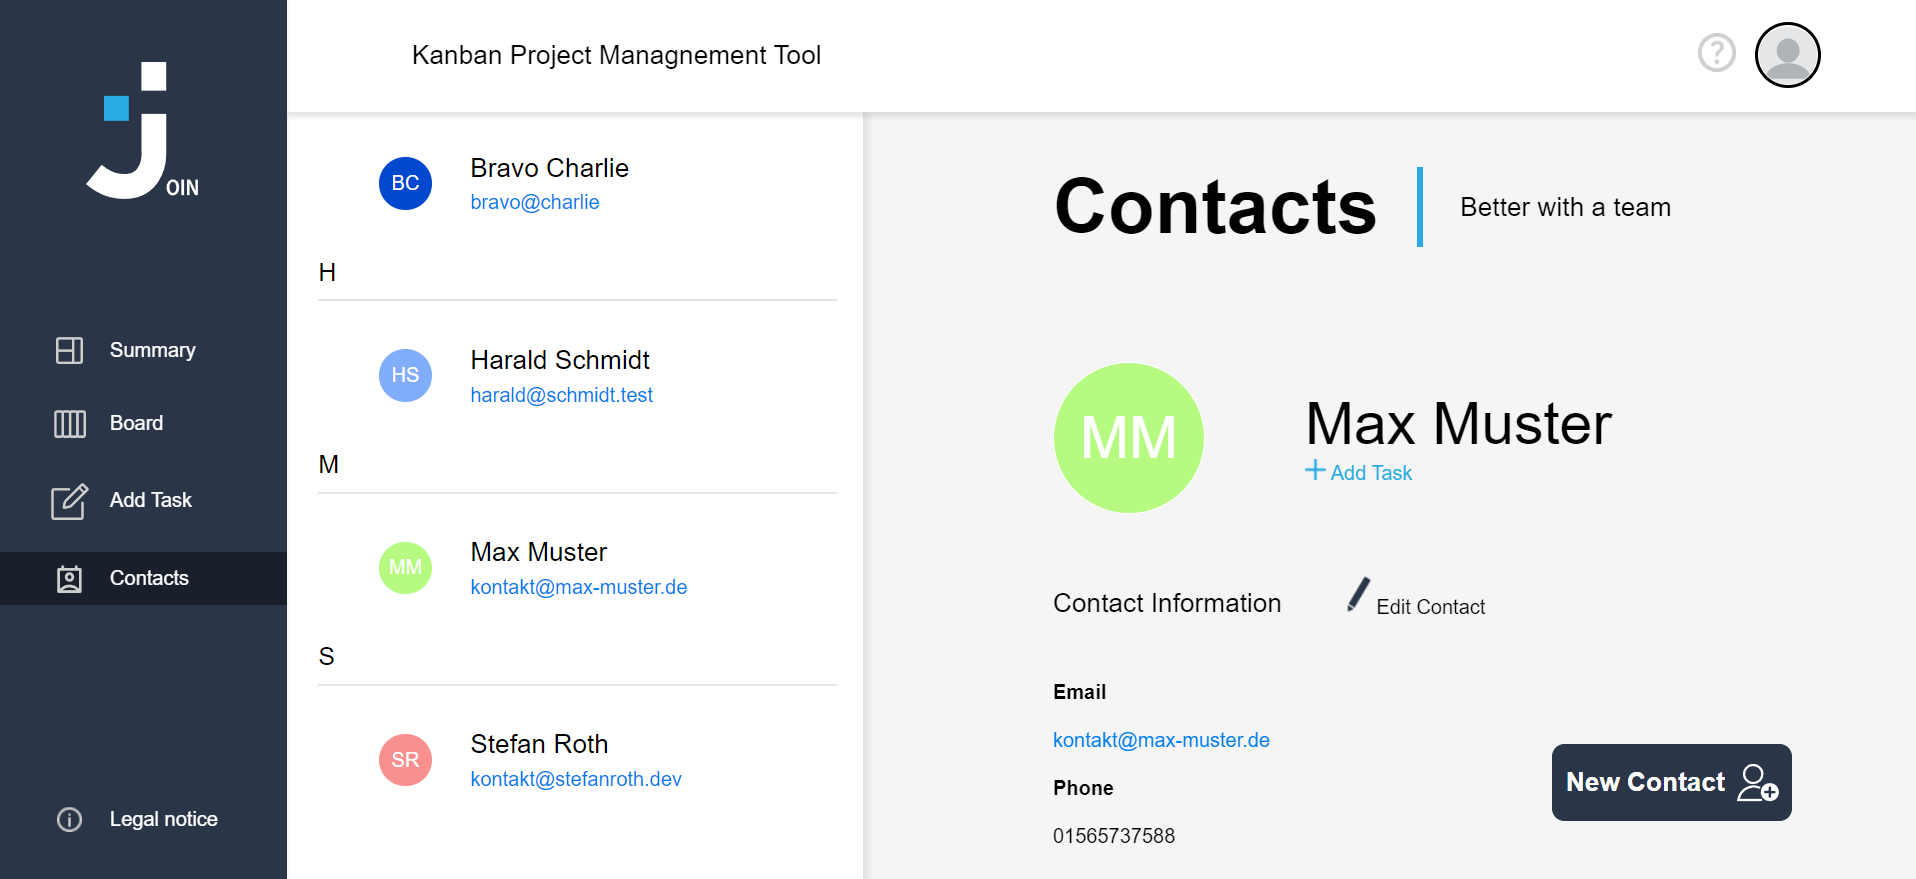 OIN
Summary
Board
Add Task
Contacts
Legal notice
Kanban Project Managnement Tool
?
BC
Bravo Charlie
bravo@charlie
H
HS
Harald Schmidt
harald@schmidt.test
M
MM
Max Muster
kontakt@max-muster.de
S
SR
Stefan Roth
kontakt@stefanroth.dev
Contacts
Better with a team
MM
Max Muster
Add Task
Contact Information
Edit Contact
Email
kontakt@max-muster.de
Phone
01565737588
New Contact